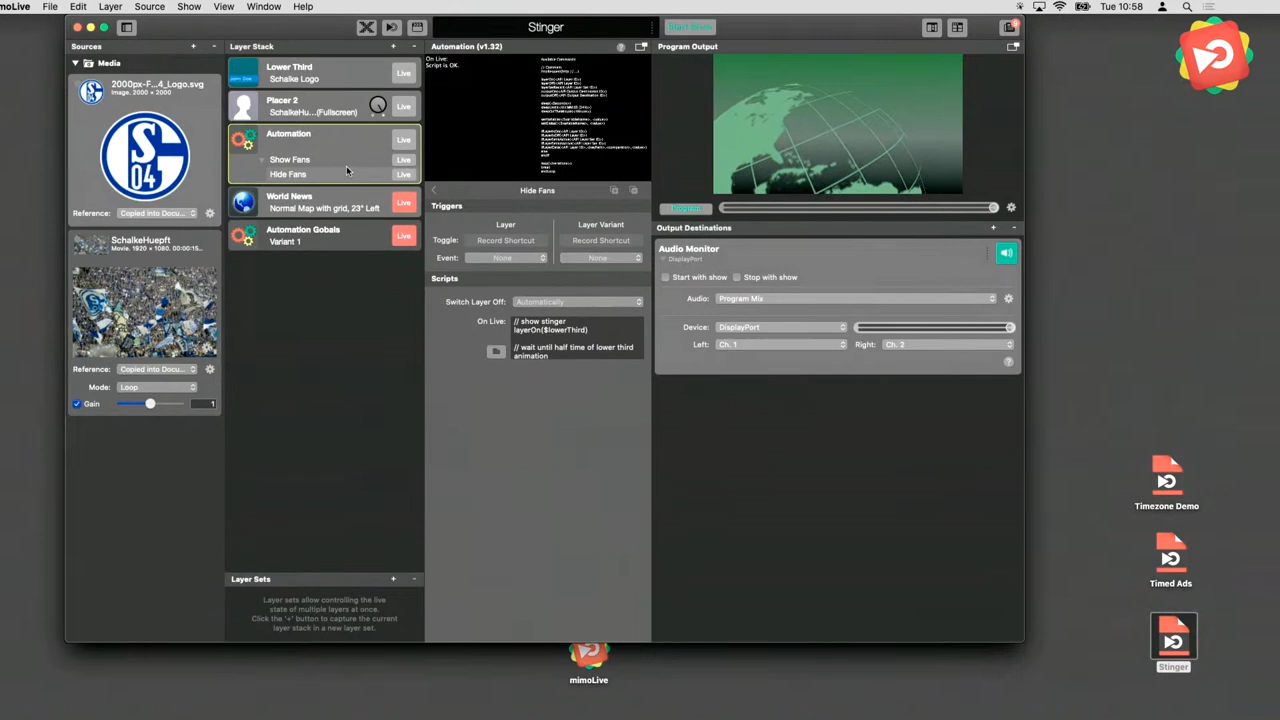 moLive File Edit Layer Source Show View Window Help
Tue 10:58
Stinger
Start Show
Sources + -
Media
2000px-F...4_Logo.svg
Image, 2000 × 2000
S
04
Reference: Copied into Docu...
SchalkeHuepft
Movie, 1920 × 1080, 00:00:15...
Reference: Copied into Docu...
Mode: Loop
Gain 1
Layer Stack + -
Lower Third
Schalke Logo
Live
Placer 2
SchalkeHu...(Fullscreen)
Live
Automation
Live
Show Fans Live
Hide Fans Live
World News
Normal Map with grid, 23° Left
Live
Automation Gobals
Variant 1
Live
Layer Sets + -
Layer sets allow controlling the live
state of multiple layers at once.
Click the '+' button to capture the current
layer stack in a new layer set.
Automation (v1.32) ?
On Live:
Script is OK.
Available Commands:
// Comment
Hide Fans
Triggers
Layer Layer Variant
Toggle: Record Shortcut Record Shortcut
Event: None None
Scripts
Switch Layer Off: Automatically
On Live: // show stinger
layerOn($lowerThird)
// wait until half time of lower third
animation
Program Output
Program
Output Destinations + -
Audio Monitor
DisplayPort
Start with show Stop with show
Audio: Program Mix
Device: DisplayPort
Left: Ch. 1 Right: Ch. 2
?
Timezone Demo
Timed Ads
Stinger
mimoLive